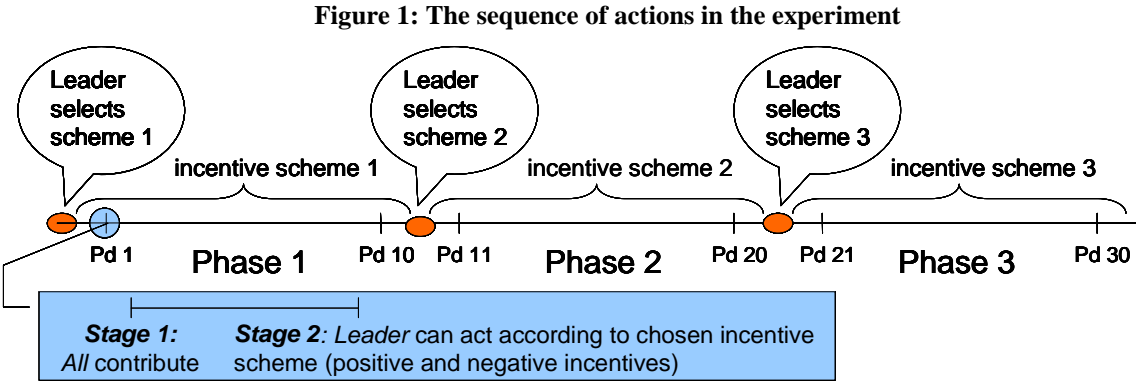 Figure 1: The sequence of actions in the experiment
Leader
selects
scheme 1
Leader
selects
scheme 2
Leader
selects
scheme 3
incentive scheme 1
incentive scheme 2
incentive scheme 3
Pd 1
Phase 1
Pd 10
Pd 11
Phase 2
Pd 20
Pd 21
Phase 3
Pd 30
Stage 1:
All contribute
Stage 2: Leader can act according to chosen incentive
scheme (positive and negative incentives)